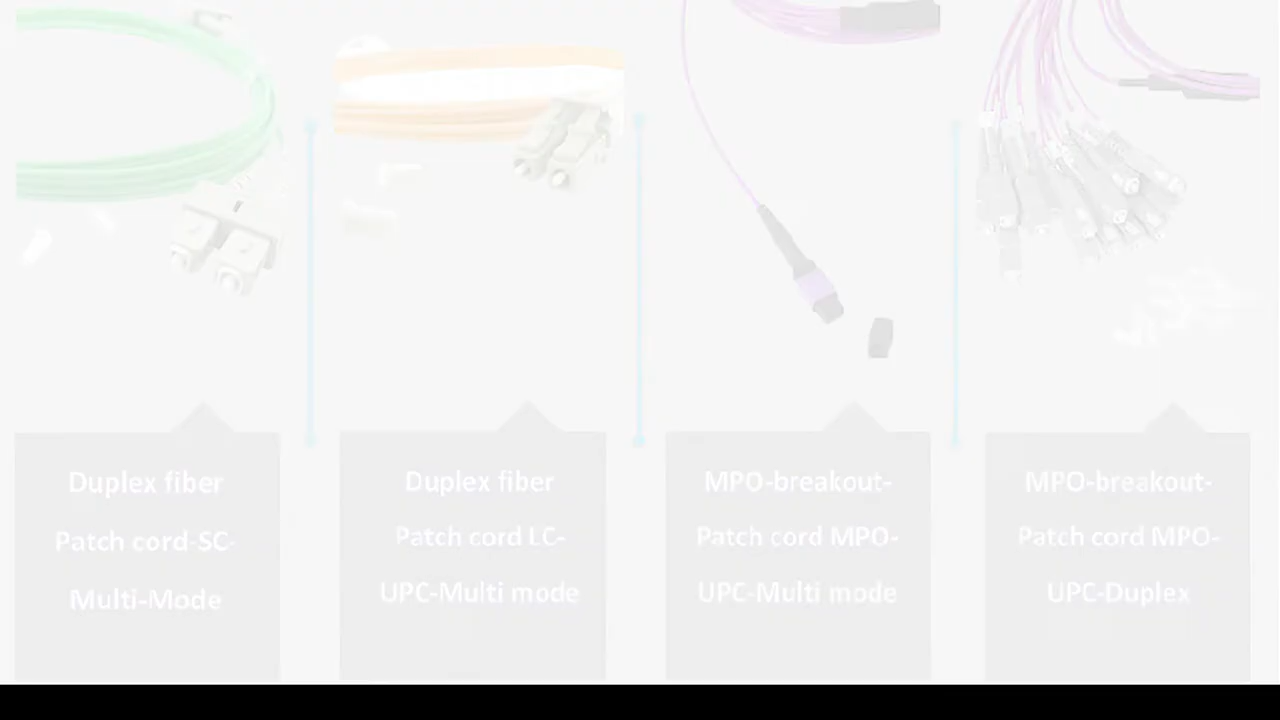 Duplex fiber
Patch cord-SC-
Multi-Mode
Duplex fiber
Patch cord LC-
UPC-Multi mode
MPO-breakout-
Patch cord MPO-
UPC-Multi mode
MPO-breakout-
Patch cord MPO-
UPC-Duplex